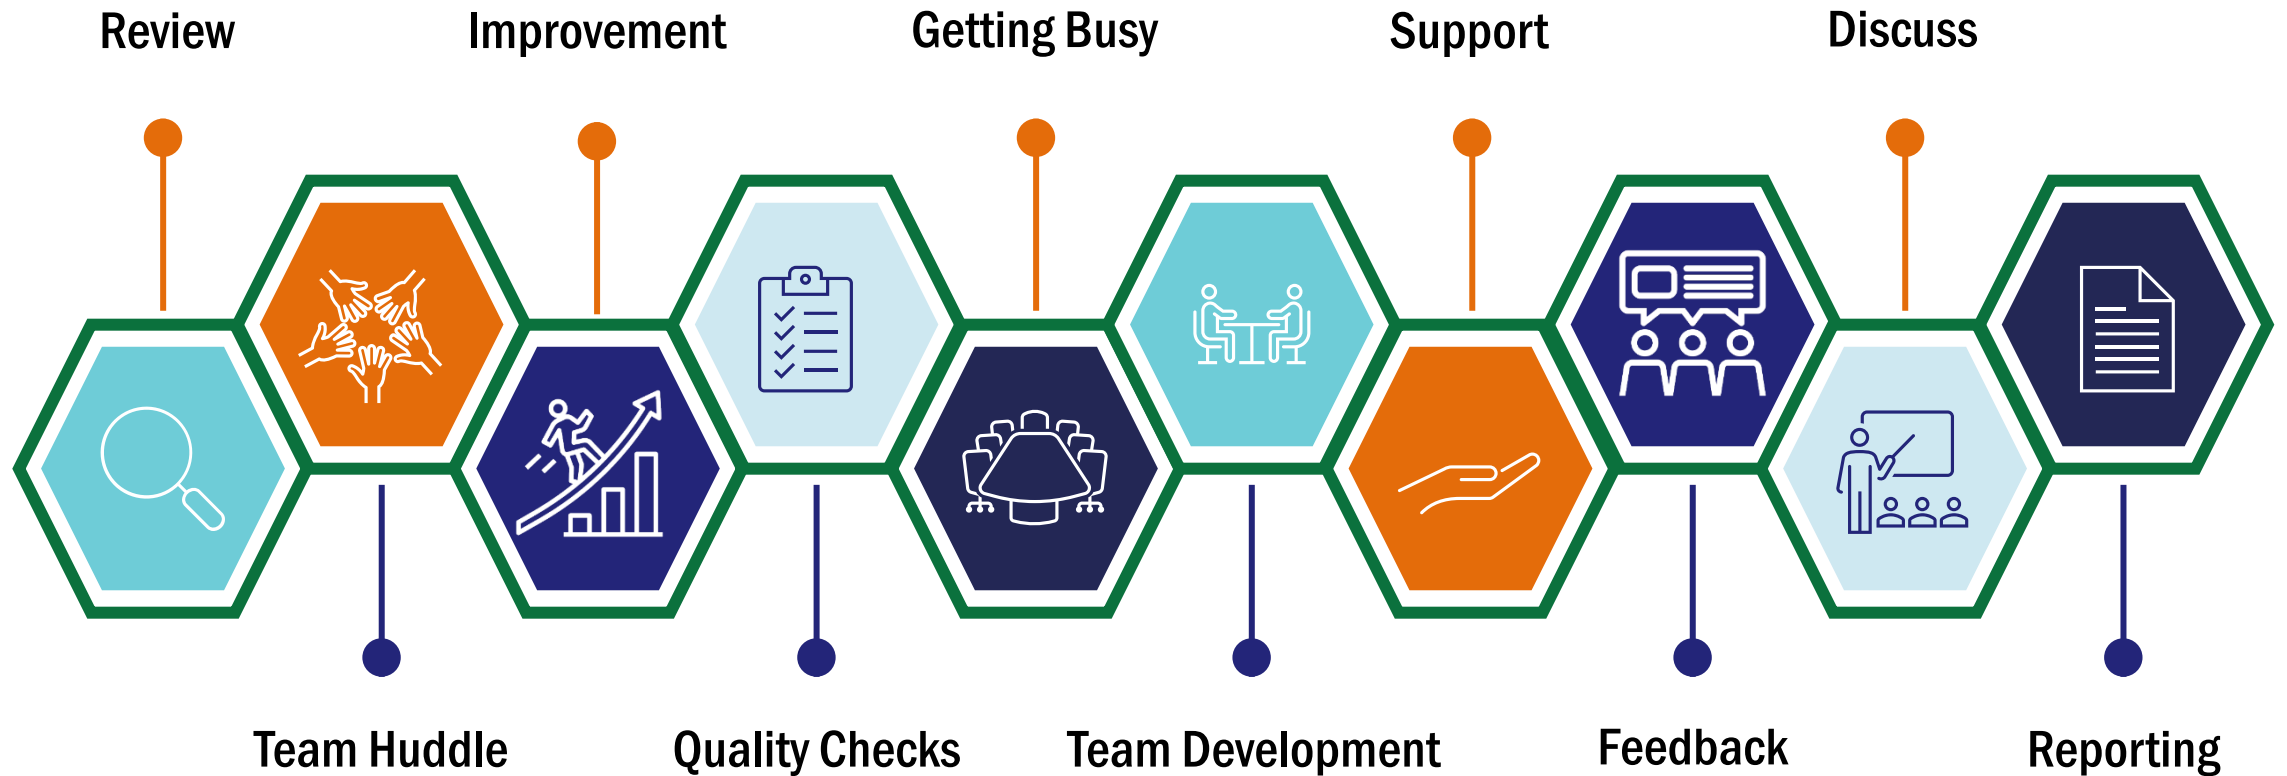 Review
Improvement
Getting Busy
Support
Discuss
Team Huddle
Quality Checks
Team Development
Feedback
Reporting